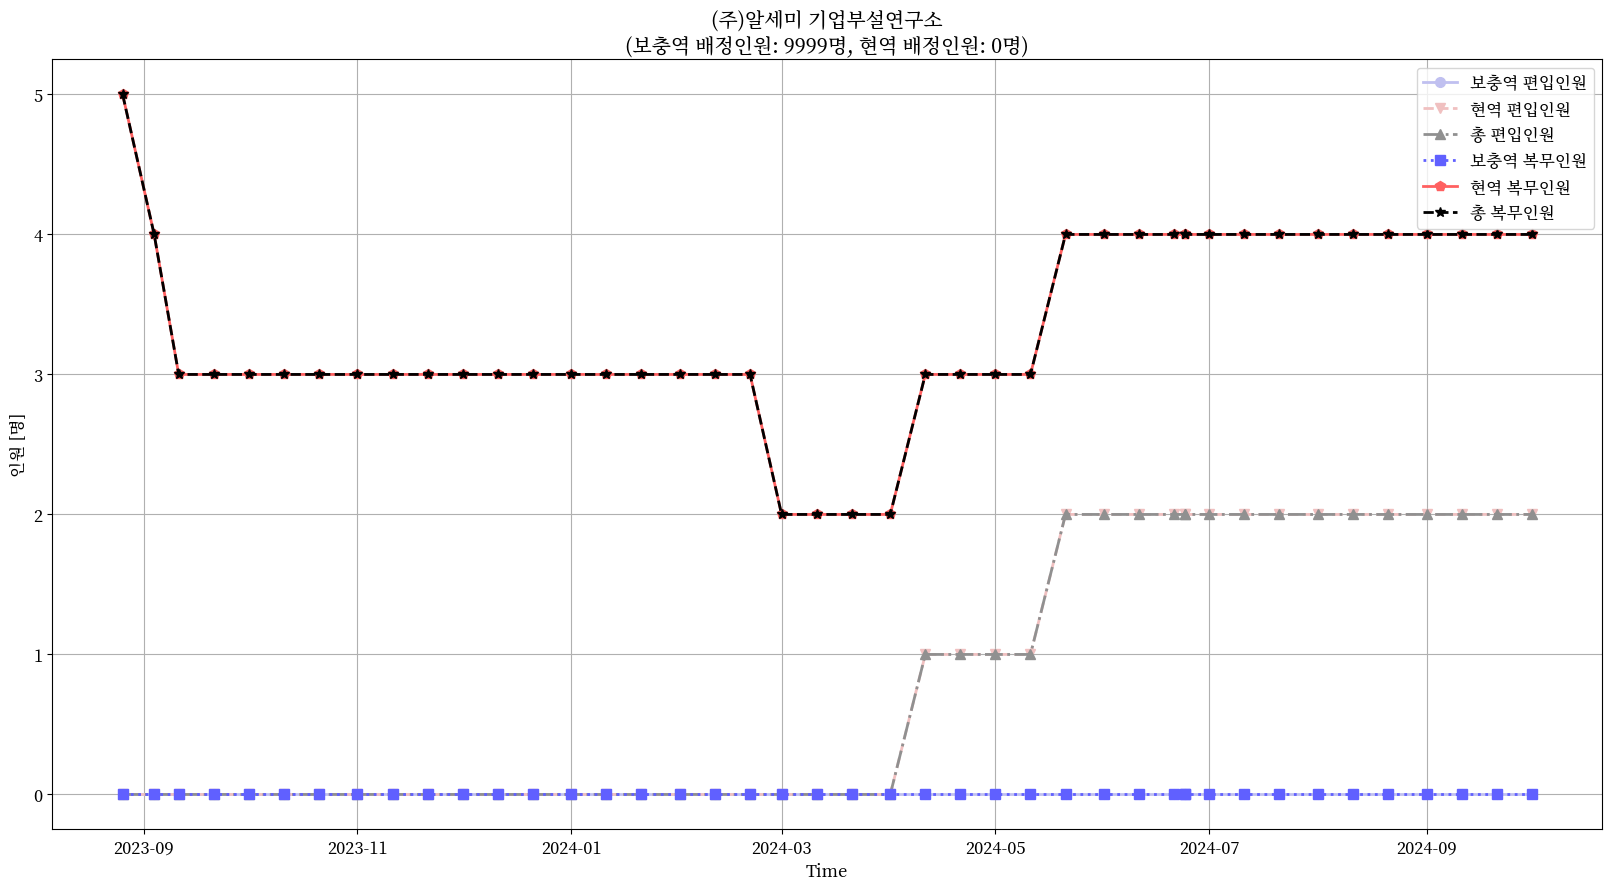 (주)알세미 기업부설연구소
(보충역 배정인원: 9999명, 현역 배정인원: 0명)
보충역 편입인원
현역 편입인원
총 편입인원
보충역 복무인원
현역 복무인원
총 복무인원
인원 [명]
5
4
3
2
1
0
2023-09
2023-11
2024-01
2024-03
2024-05
2024-07
2024-09
Time